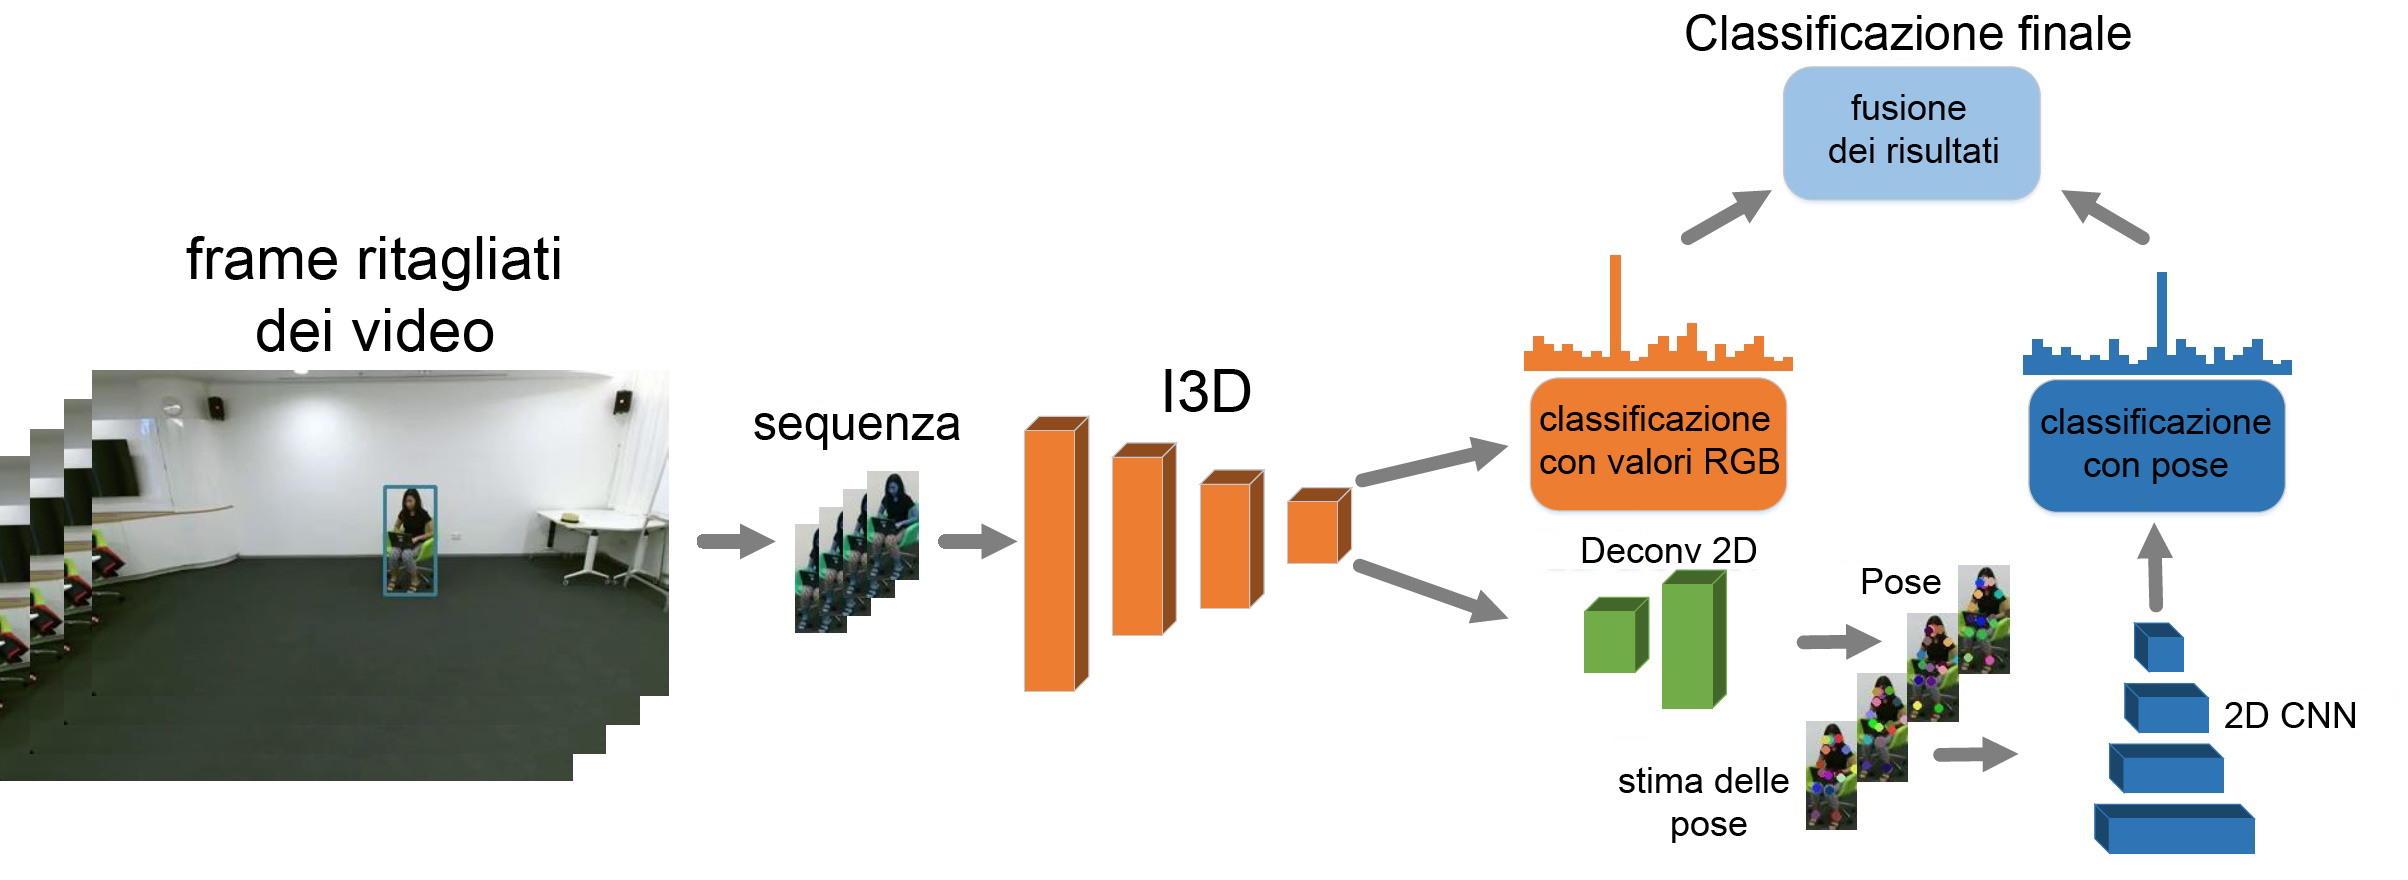 Classificazione finale
fusione
dei risultati
frame ritagliati
dei video
sequenza
I3D
classificazione
con valori RGB
classificazione
con pose
Deconv 2D
Pose
2D CNN
stima delle
pose